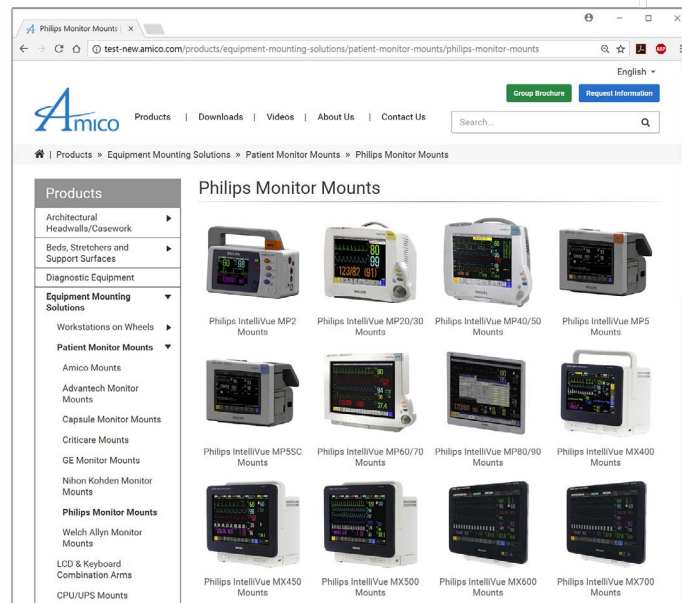 Philips Monitor Mounts
test-new.amico.com/products/equipment-mounting-solutions/patient-monitor-mounts/philips-monitor-mounts
ABP
English
Group Brochure
Request Information
Amico
Products | Downloads | Videos | About Us | Contact Us
Search...
| Products » Equipment Mounting Solutions » Patient Monitor Mounts » Philips Monitor Mounts
Products
Architectural
Headwalls/Casework
Beds, Stretchers and
Support Surfaces
Diagnostic Equipment
Equipment Mounting
Solutions
Workstations on Wheels
Patient Monitor Mounts
Amico Mounts
Advantech Monitor
Mounts
Capsule Monitor Mounts
Criticare Mounts
GE Monitor Mounts
Nihon Kohden Monitor
Mounts
Philips Monitor Mounts
Welch Allyn Monitor
Mounts
LCD & Keyboard
Combination Arms
CPU/UPS Mounts
Philips Monitor Mounts
80
99
123/82 (91)
Philips IntelliVue MP2
Mounts
Philips IntelliVue MP20/30
Mounts
Philips IntelliVue MP40/50
Mounts
Philips IntelliVue MP5
Mounts
Philips IntelliVue MP5SC
Mounts
Philips IntelliVue MP60/70
Mounts
Philips IntelliVue MP80/90
Mounts
Philips IntelliVue MX400
Mounts
Philips IntelliVue MX450
Mounts
Philips IntelliVue MX500
Mounts
Philips IntelliVue MX600
Mounts
Philips IntelliVue MX700
Mounts